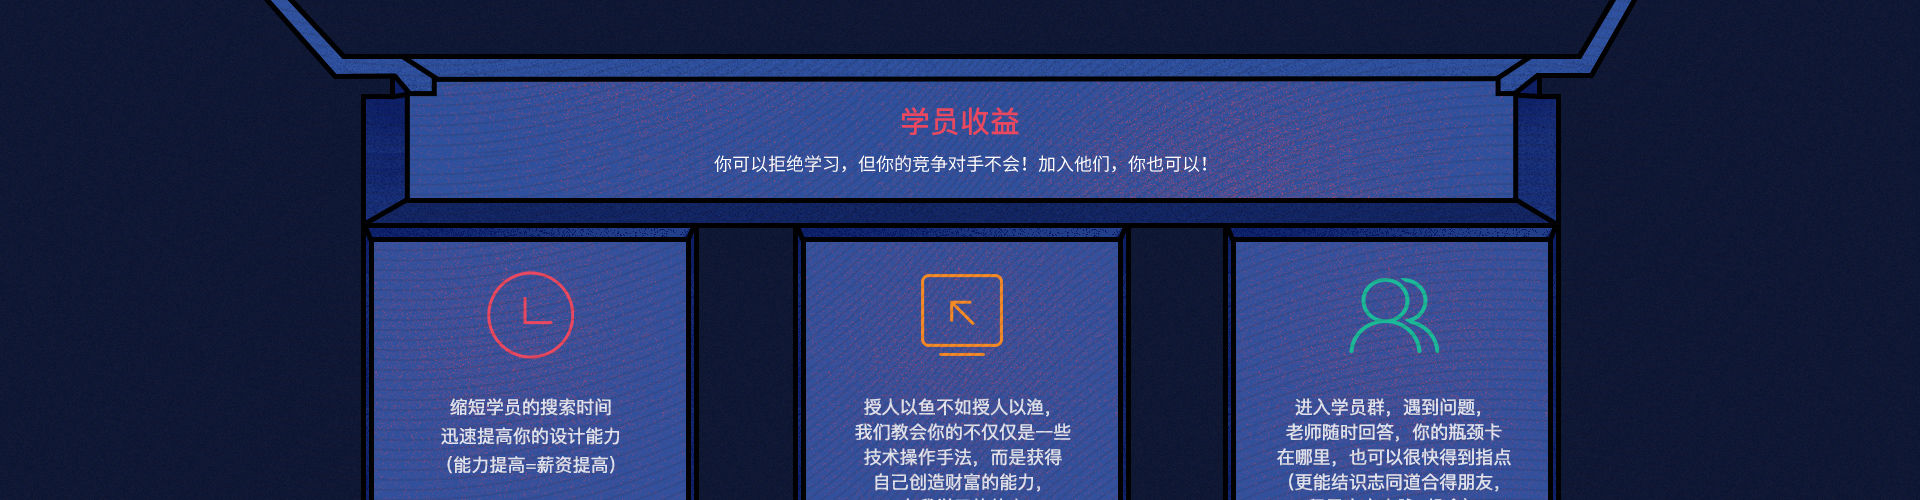 学员收益
你可以拒绝学习，但你的竞争对手不会！加入他们，你也可以！
缩短学员的搜索时间
迅速提高你的设计能力
（能力提高=薪资提高）
授人以鱼不如授人以渔，
我们教会你的不仅仅是一些
技术操作手法，而是获得
自己创造财富的能力，
进入学员群，遇到问题，
老师随时回答，你的瓶颈卡
在哪里，也可以很快得到指点
（更能结识志同道合得朋友，